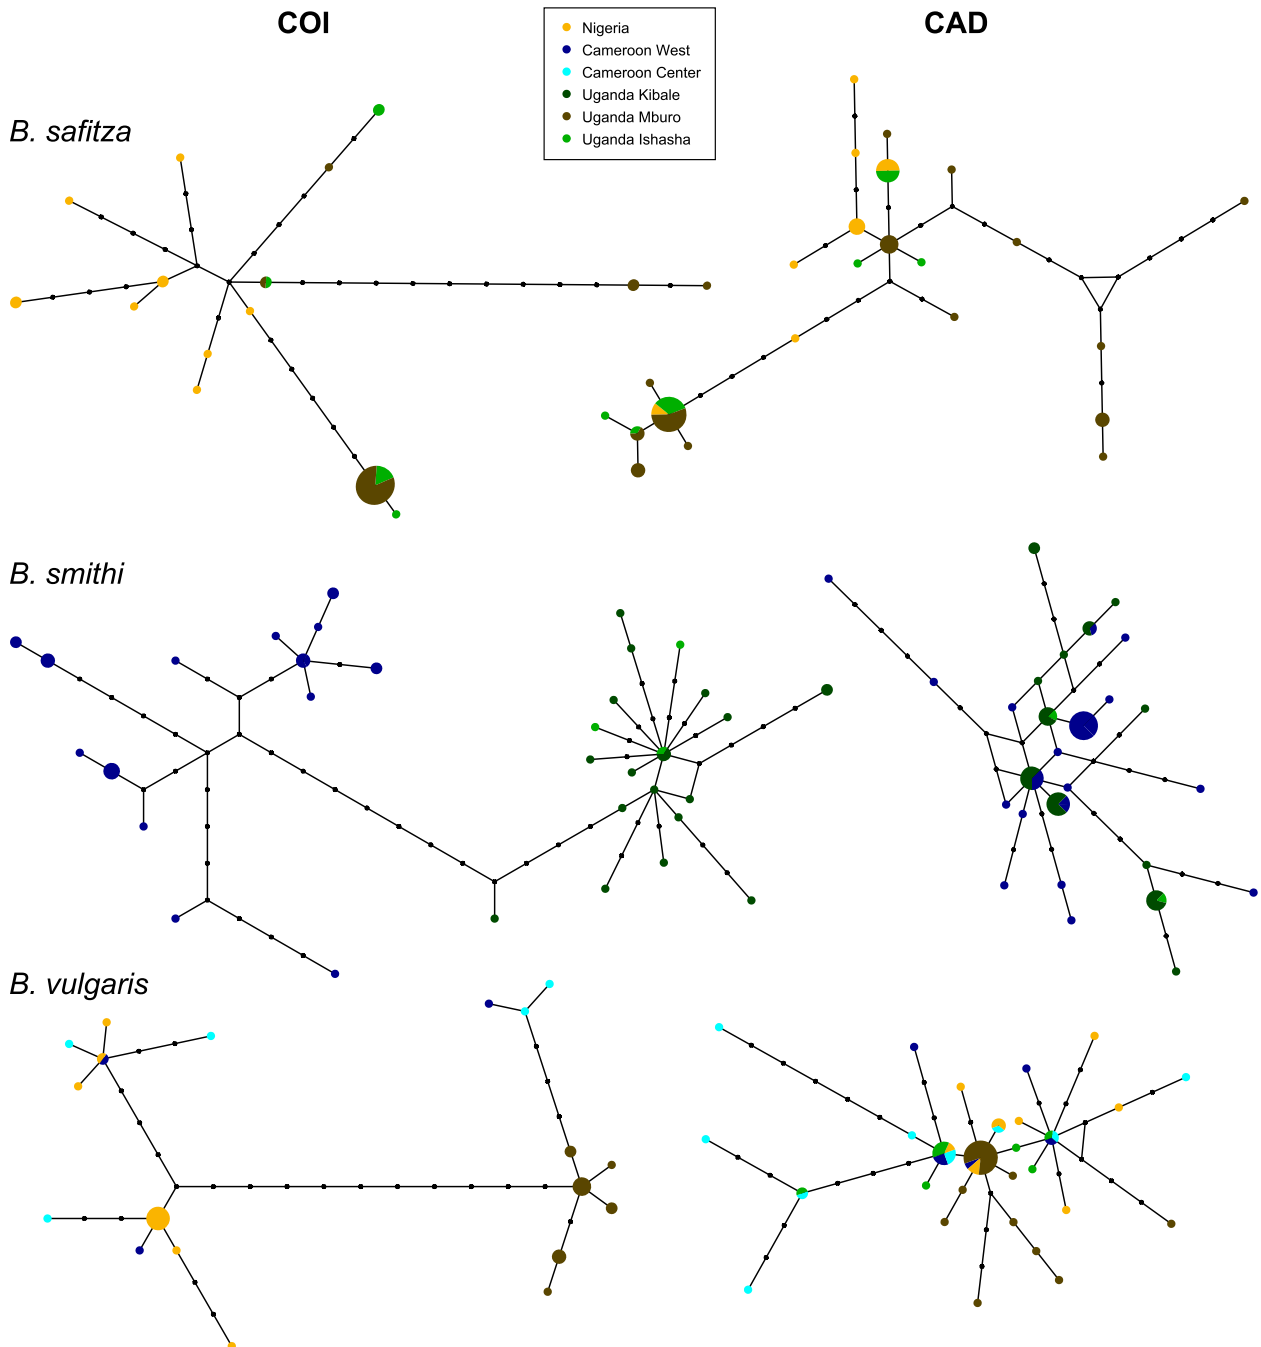 COI
CAD
Nigeria
Cameroon West
Cameroon Center
Uganda Kibale
Uganda Mburo
Uganda Ishasha
B. safitza
B. smithi
B. vulgaris